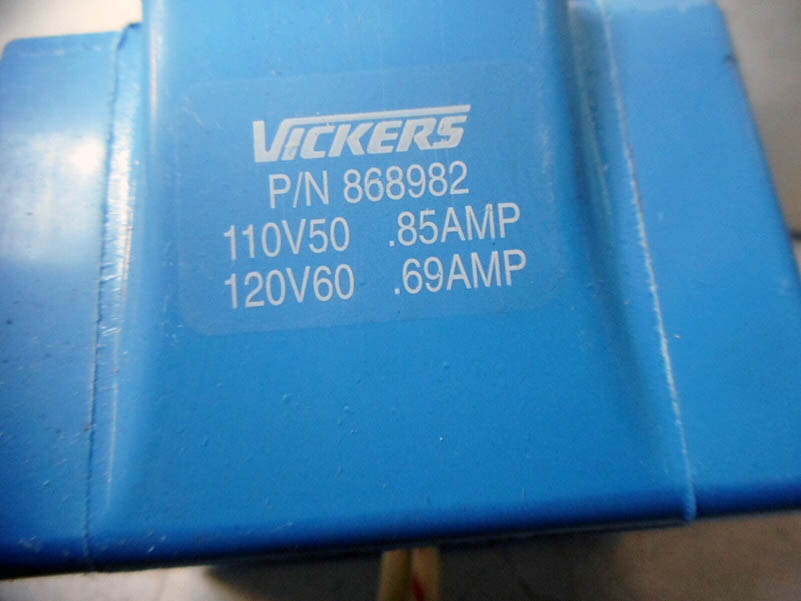 VICKERS
P/N 868982
110V50 .85AMP
120V60 .69AMP